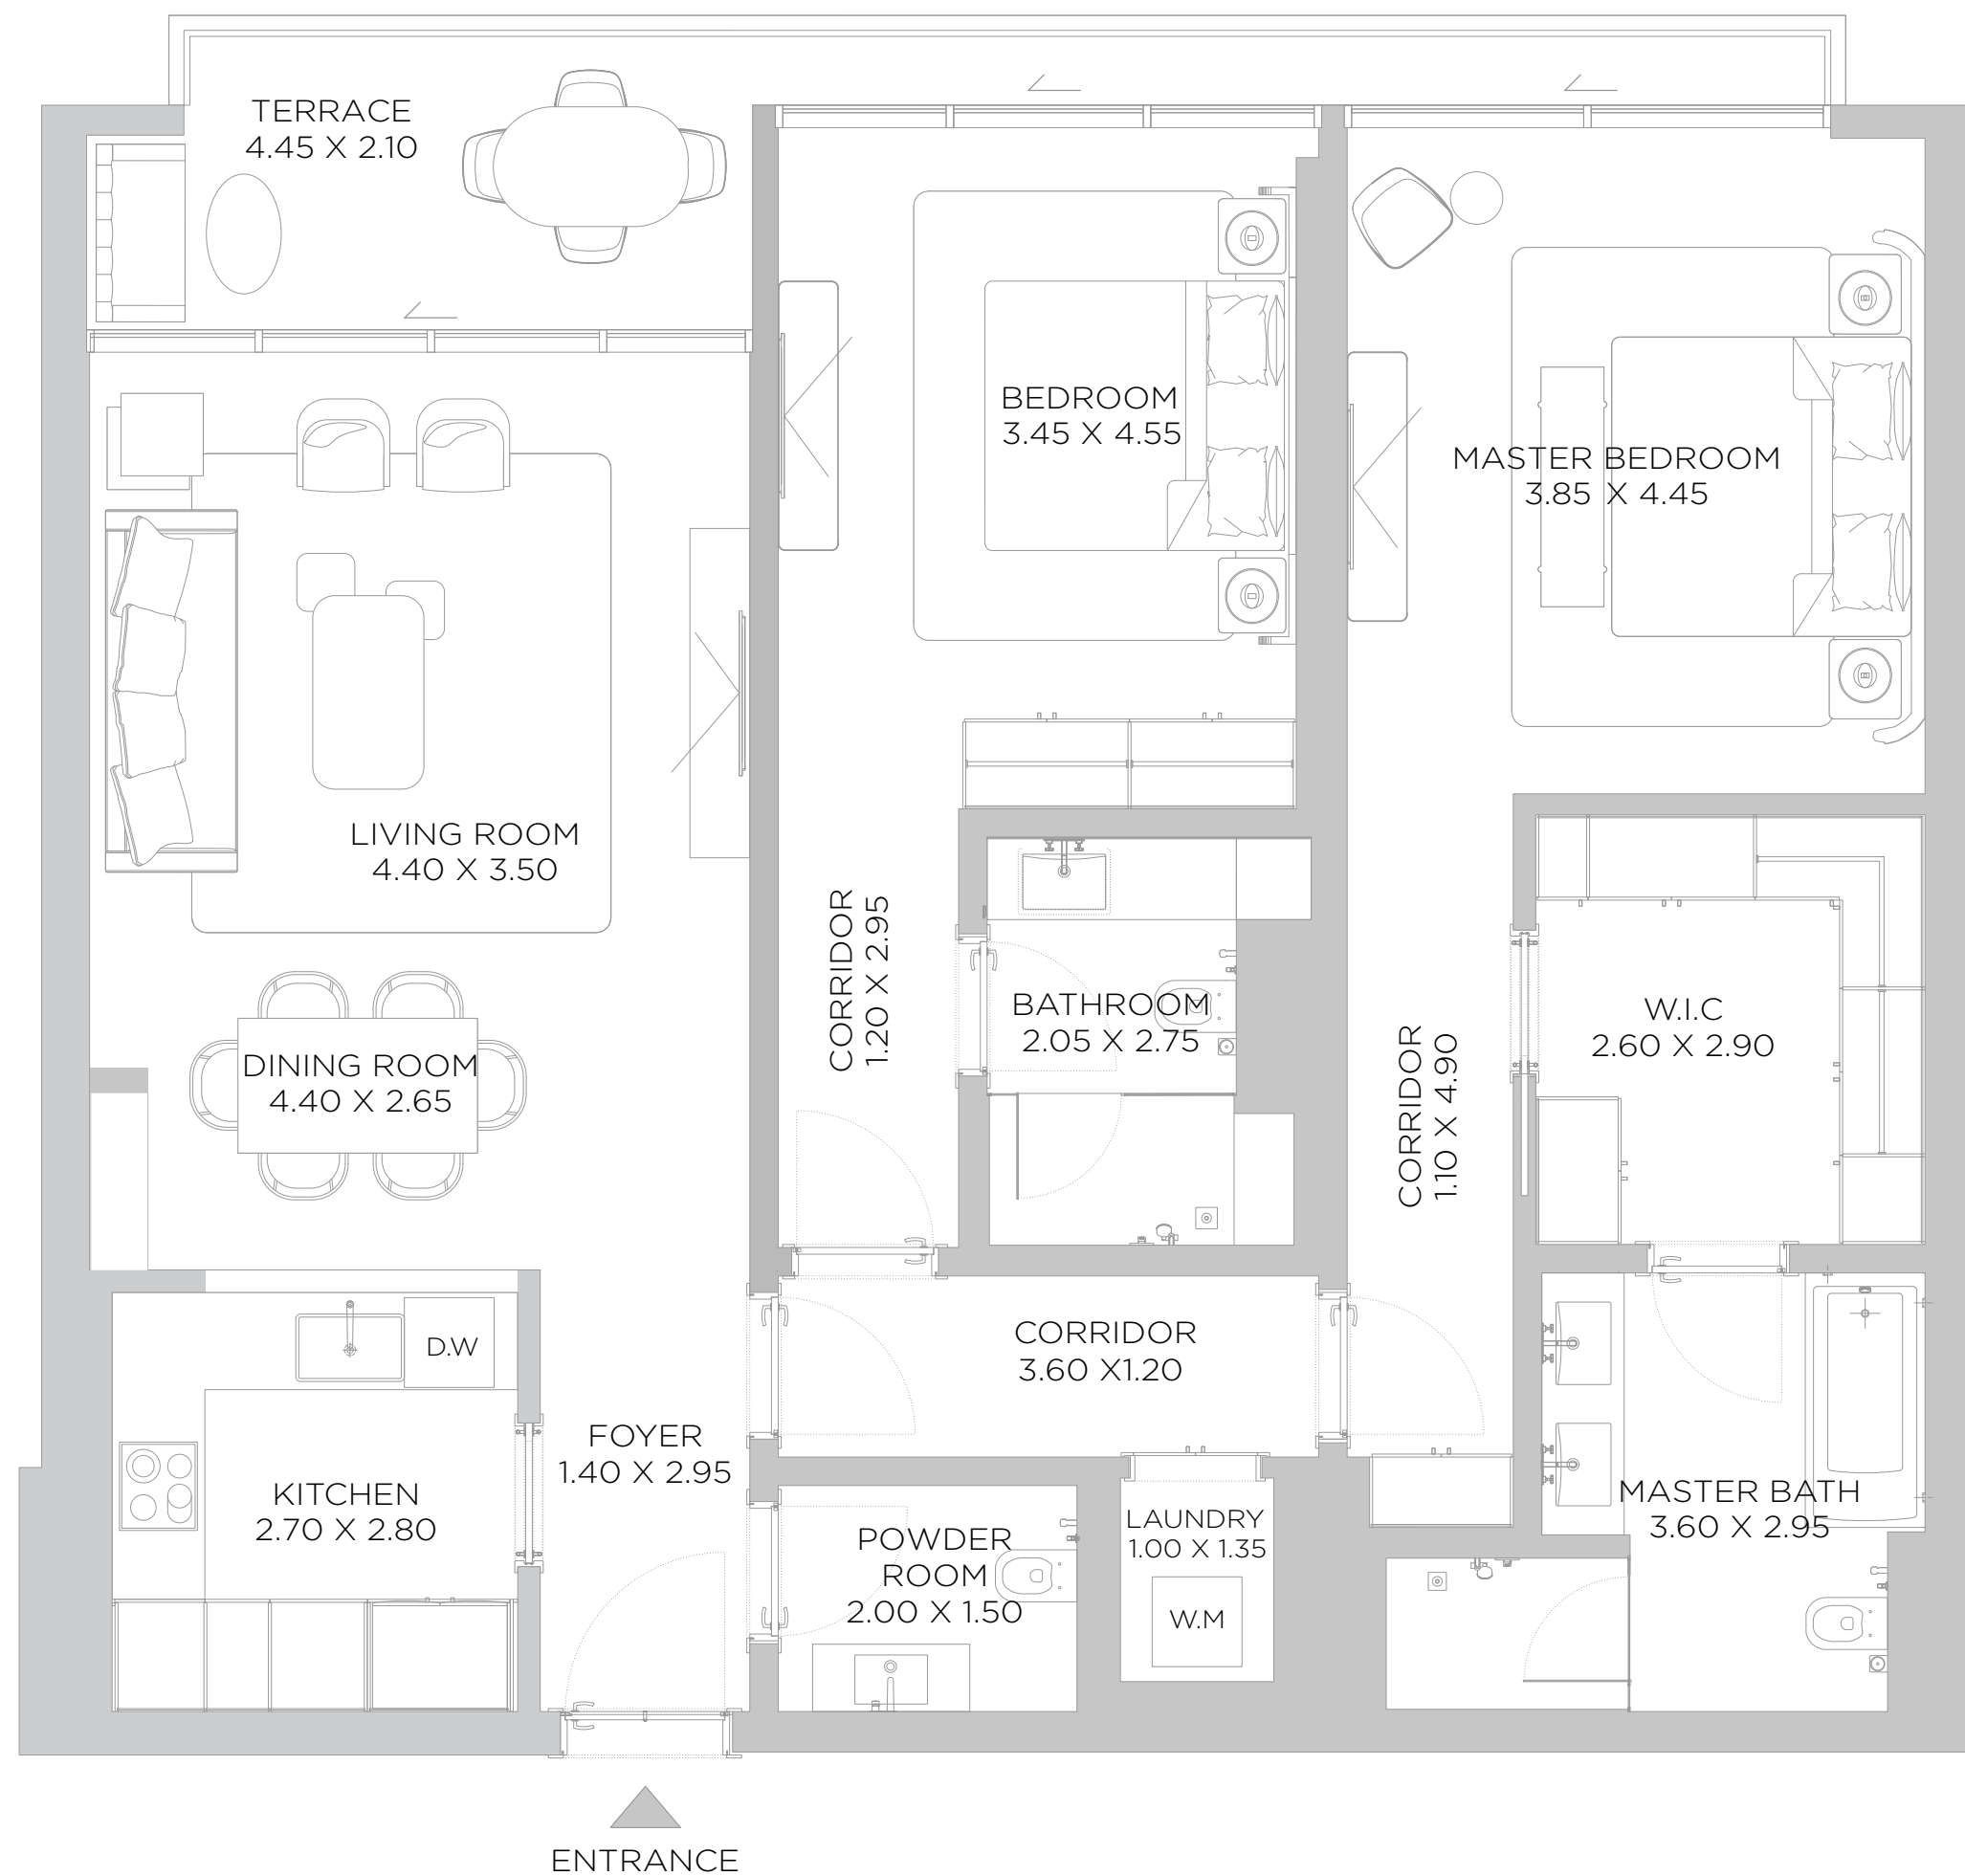 TERRACE
4.45 X 2.10
BEDROOM
3.45 X 4.55
MASTER BEDROOM
3.85 X 4.45
LIVING ROOM
4.40 X 3.50
CORRIDOR
1.20 X 2.95
BATHROOM
2.05 X 2.75
CORRIDOR
1.10 X 4.90
W.I.C
2.60 X 2.90
DINING ROOM
4.40 X 2.65
D.W
CORRIDOR
3.60 X1.20
FOYER
1.40 X 2.95
KITCHEN
2.70 X 2.80
POWDER
ROOM
2.00 X 1.50
LAUNDRY
1.00 X 1.35
W.M
MASTER BATH
3.60 X 2.95
ENTRANCE